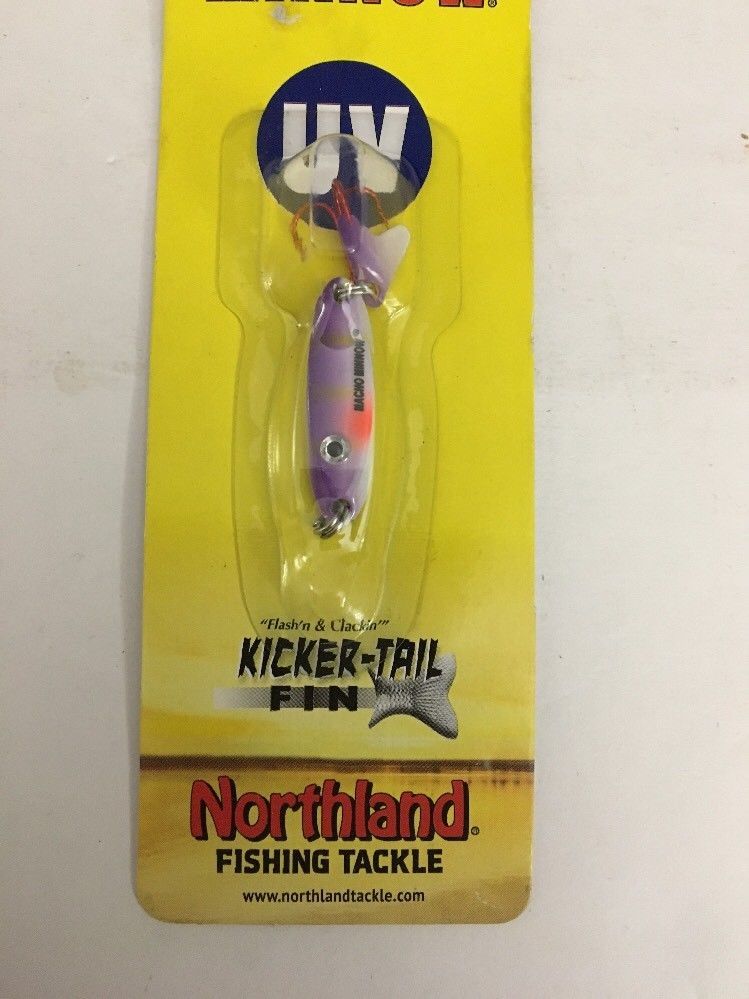 UV
MACHO MINNOW®
"Flash'n & Clackin'"
KICKER-TAIL
FIN
Northland®
FISHING TACKLE
www.northlandtackle.com